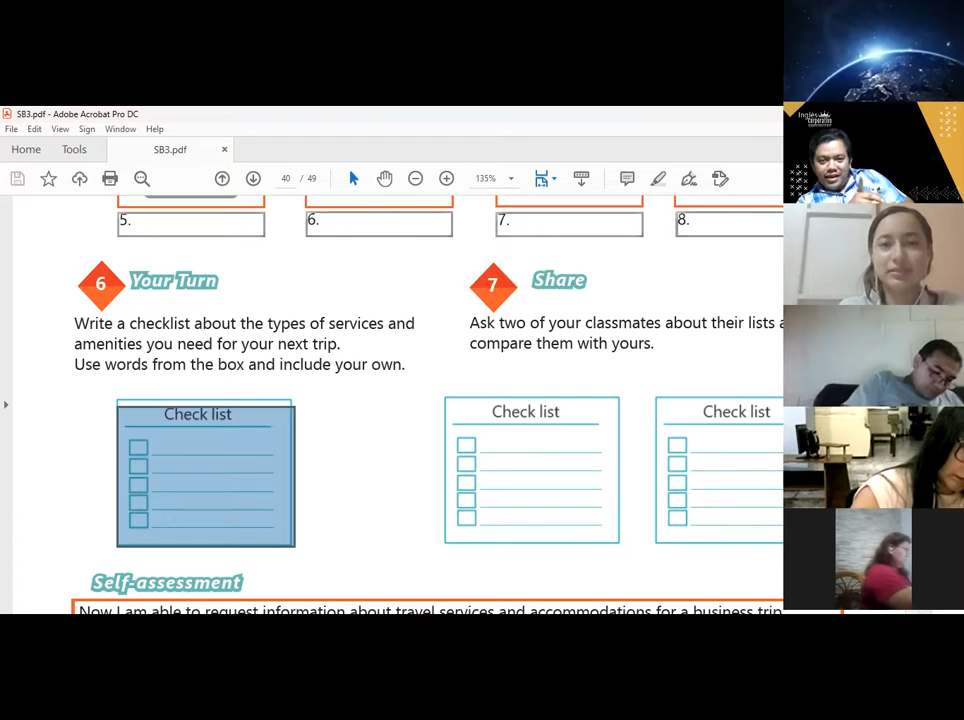 SB3.pdf - Adobe Acrobat Pro DC
File Edit View Sign Window Help
Home Tools SB3.pdf ×
40 / 49 135%
5. 6. 7. 8.
6 Your Turn
Write a checklist about the types of services and
amenities you need for your next trip.
Use words from the box and include your own.
Check list
7 Share
Ask two of your classmates about their lists
compare them with yours.
Check list
Check list
Self-assessment
Now I am able to request information about travel services and accommodations for a business trip
Inglés
corporativo